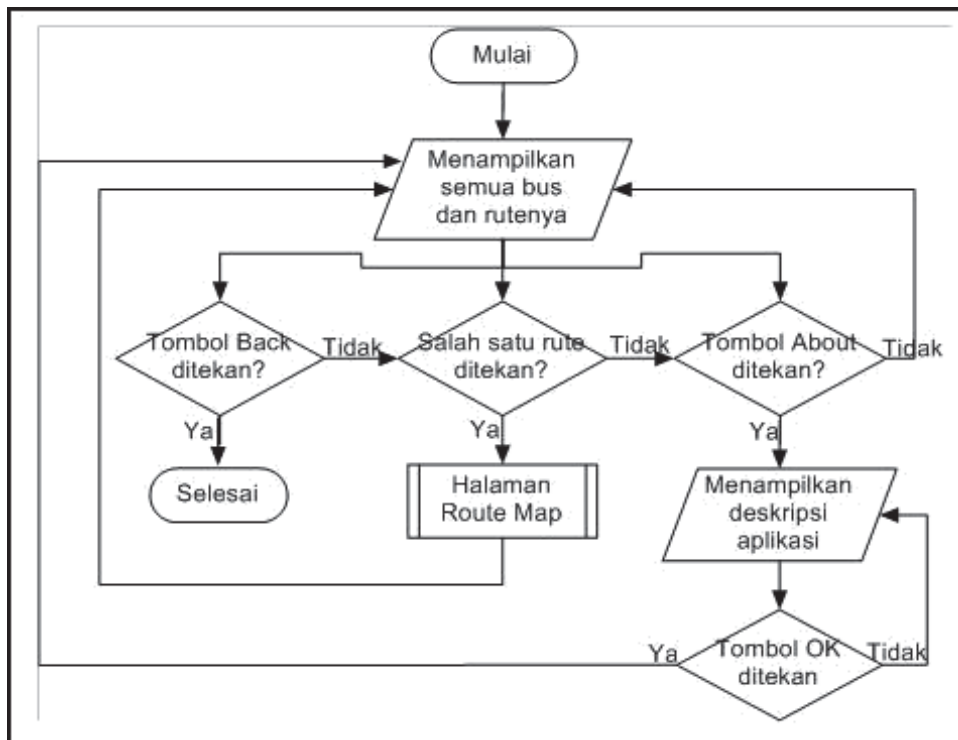 Mulai
Menampilkan
semua bus
dan rutenya
Tombol Back
ditekan?
Tidak
Salah satu rute
ditekan?
Tidak
Tombol About
ditekan?
Tidak
Ya
Ya
Ya
Selesai
Halaman
Route Map
Menampilkan
deskripsi
aplikasi
Ya
Tombol OK
ditekan
Tidak